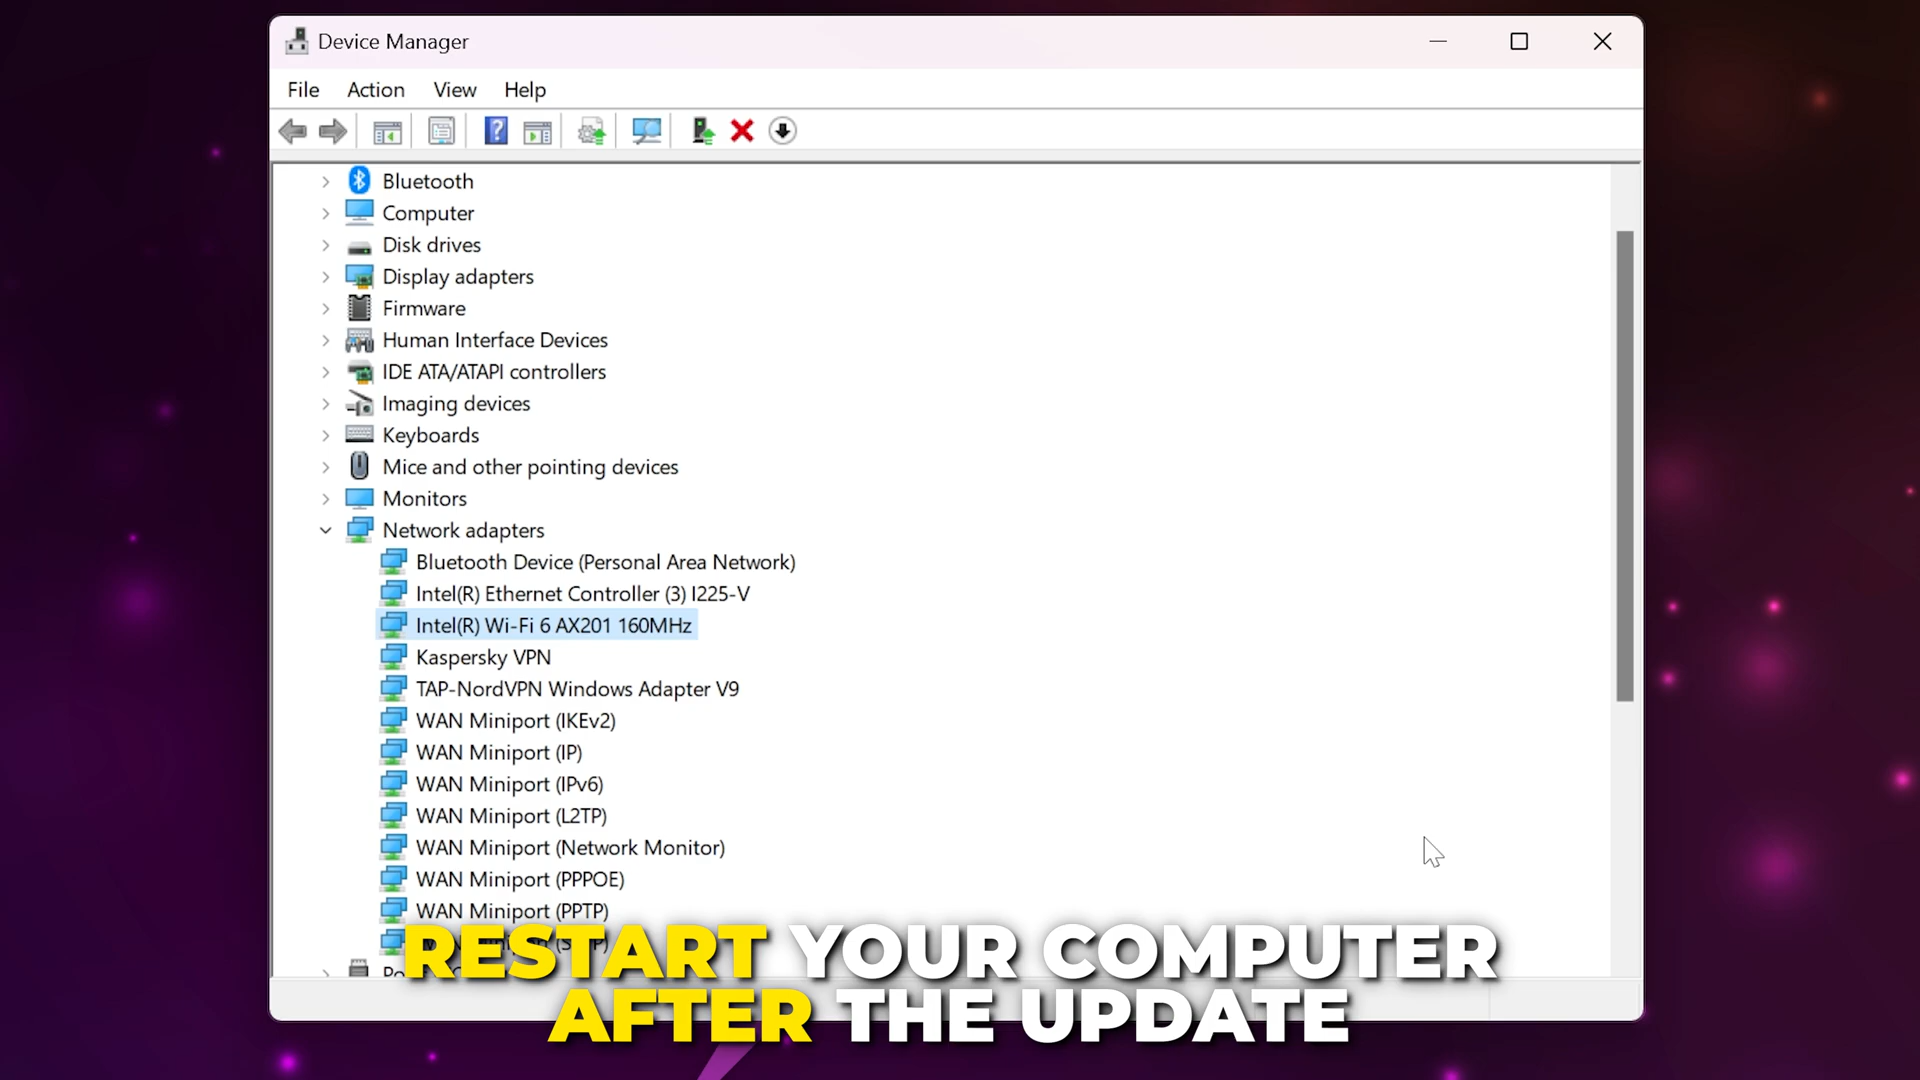 Device Manager
File Action View Help
Bluetooth
Computer
Disk drives
Display adapters
Firmware
Human Interface Devices
IDE ATA/ATAPI controllers
Imaging devices
Keyboards
Mice and other pointing devices
Monitors
Network adapters
Bluetooth Device (Personal Area Network)
Intel(R) Ethernet Controller (3) I225-V
Intel(R) Wi-Fi 6 AX201 160MHz
Kaspersky VPN
TAP-NordVPN Windows Adapter V9
WAN Miniport (IKEv2)
WAN Miniport (IP)
WAN Miniport (IPv6)
WAN Miniport (L2TP)
WAN Miniport (Network Monitor)
WAN Miniport (PPPOE)
WAN Miniport (PPTP)
RESTART YOUR COMPUTER
AFTER THE UPDATE